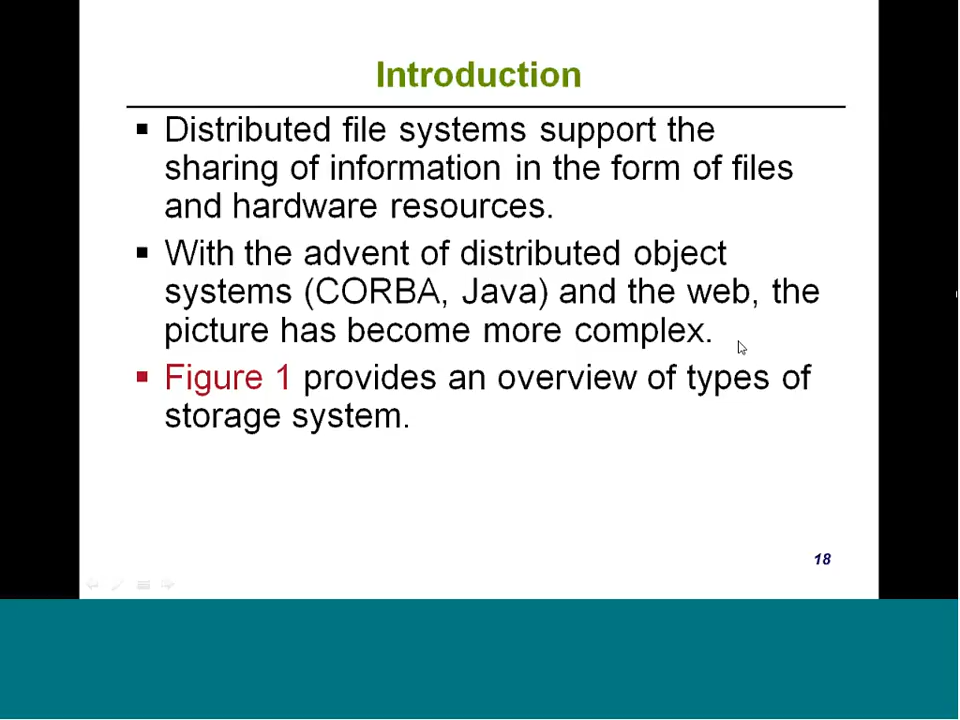 Introduction
▪ Distributed file systems support the
sharing of information in the form of files
and hardware resources.
▪ With the advent of distributed object
systems (CORBA, Java) and the web, the
picture has become more complex.
▪ Figure 1 provides an overview of types of
storage system.
18